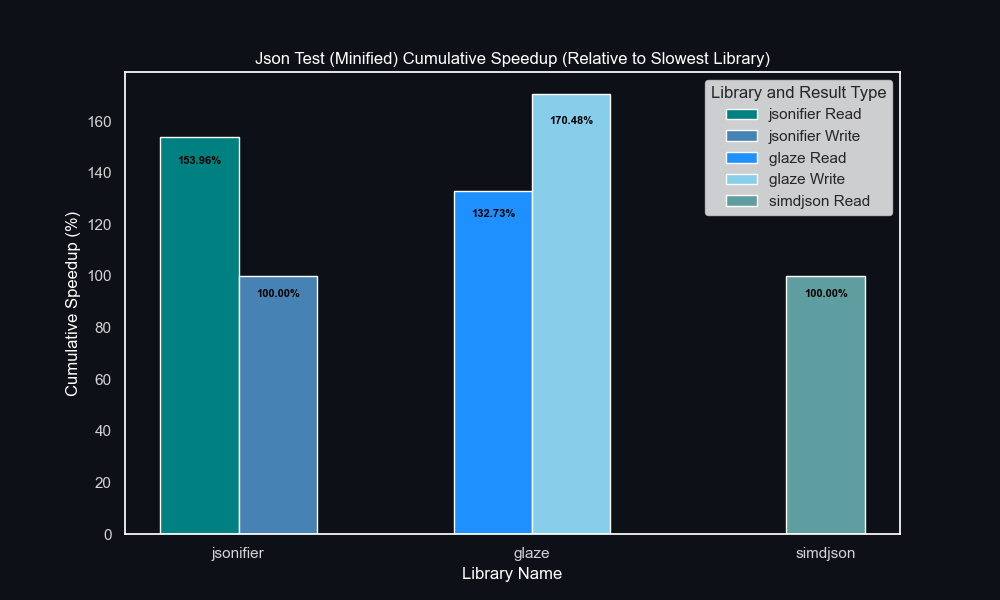 Json Test (Minified) Cumulative Speedup (Relative to Slowest Library)
Library and Result Type
jsonifier Read
jsonifier Write
glaze Read
glaze Write
simdjson Read
Cumulative Speedup (%)
160
140
120
100
80
60
40
20
0
153.96%
100.00%
132.73%
170.48%
100.00%
jsonifier
glaze
simdjson
Library Name